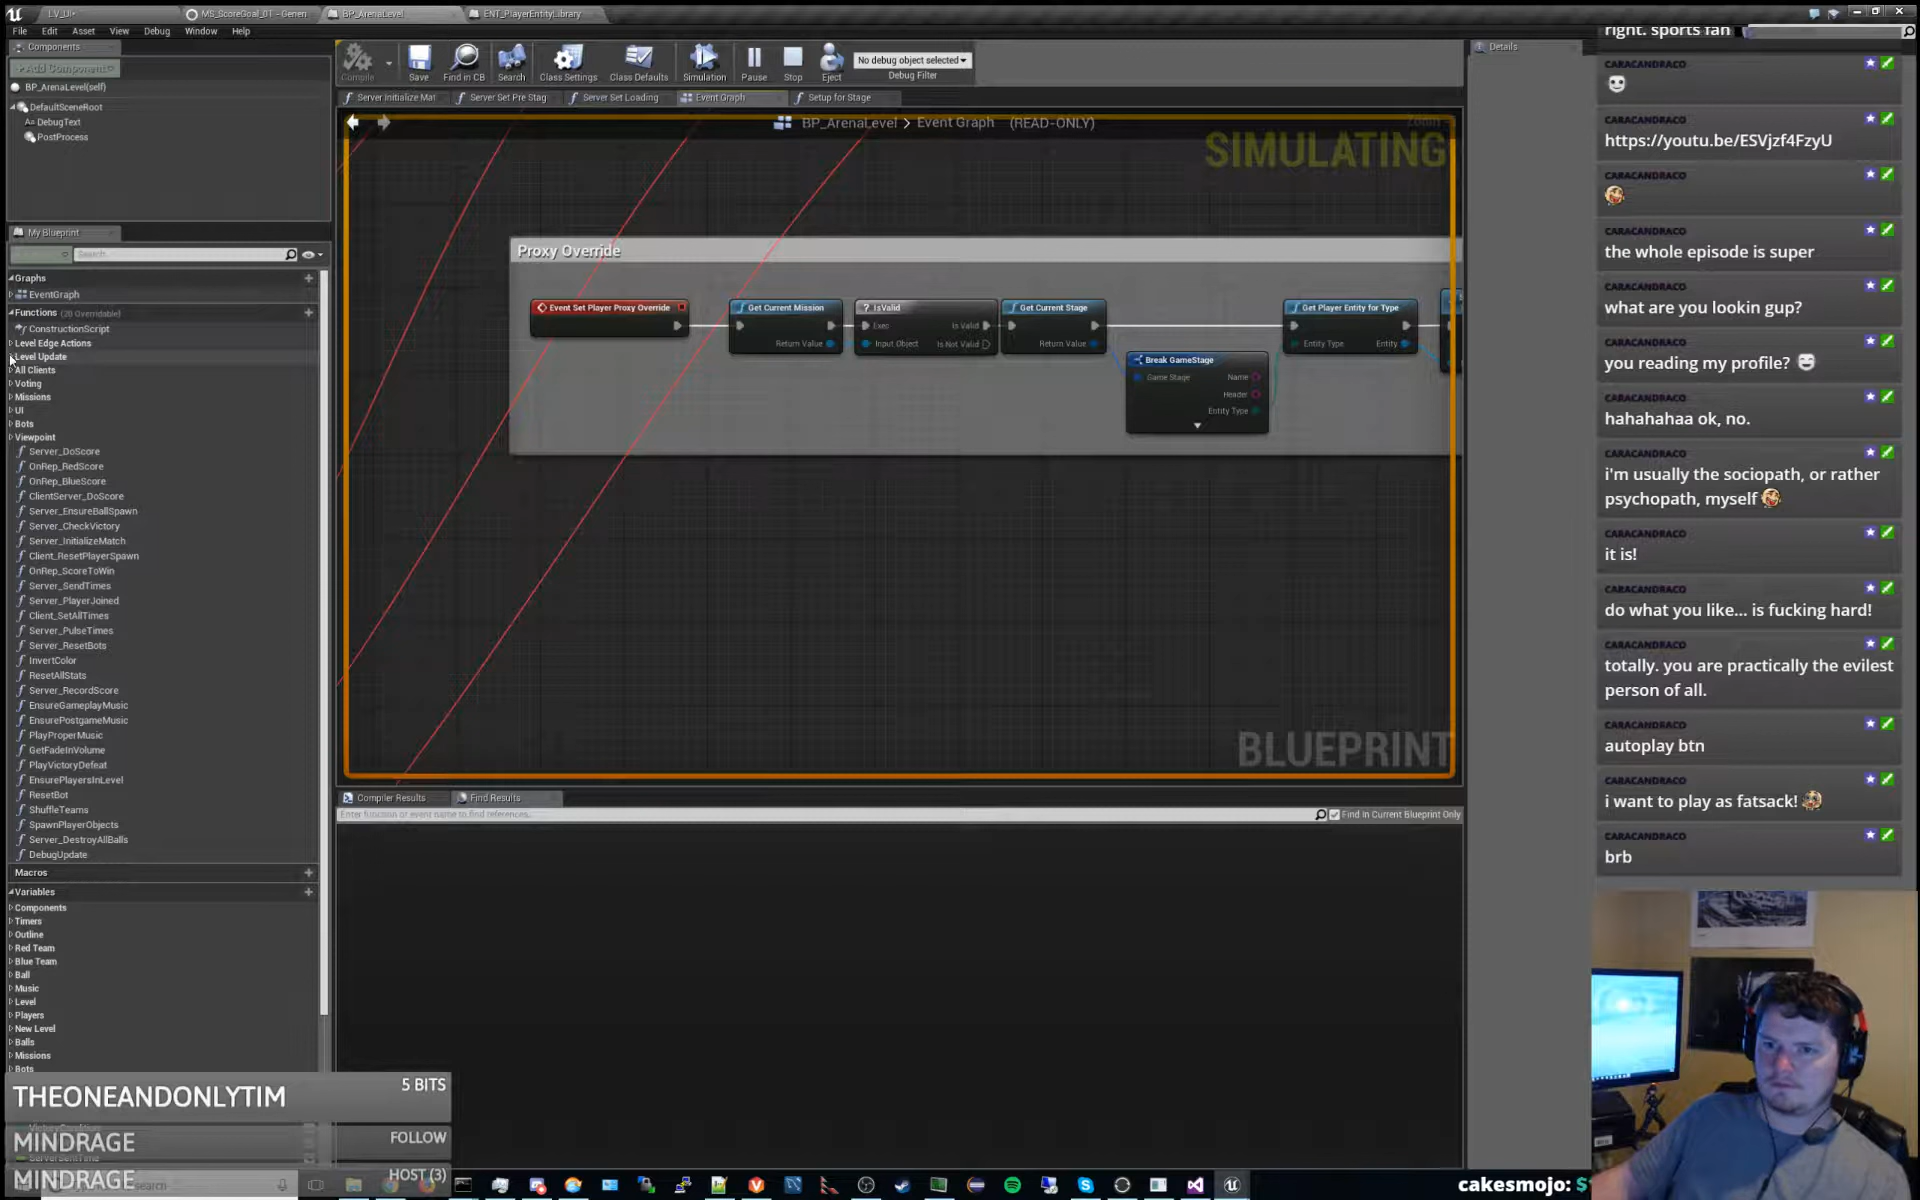 LV_UI
MS_ScoreGoal_01 - Generi
BP_ArenaLevel
ENT_PlayerEntityLibrary
File Edit Asset View Debug Window Help
Components
+Add Component
BP_ArenaLevel(self)
DefaultSceneRoot
DebugText
PostProcess
Compile
Save
Find in CB
Search
Class Settings
Class Defaults
Simulation
Pause
Stop
Eject
No debug object selected
Debug Filter
Details
Server Initialize Mat
Server Set Pre Stag
Server Set Loading
Event Graph
Setup for Stage
BP_ArenaLevel > Event Graph (READ-ONLY)
SIMULATING
My Blueprint
Search
Graphs
EventGraph
Functions (20 Overridable)
ConstructionScript
Level Edge Actions
Level Update
All Clients
Voting
Missions
UI
Bots
Viewpoint
Server_DoScore
OnRep_RedScore
OnRep_BlueScore
ClientServer_DoScore
Server_EnsureBallSpawn
Server_CheckVictory
Server_InitializeMatch
Client_ResetPlayerSpawn
OnRep_ScoreToWin
Server_SendTimes
Server_PlayerJoined
Client_SetAllTimes
Server_PulseTimes
Server_ResetBots
InvertColor
ResetAllStats
Server_RecordScore
EnsureGameplayMusic
EnsurePostgameMusic
PlayProperMusic
GetFadeInVolume
PlayVictoryDefeat
EnsurePlayersInLevel
ResetBot
ShuffleTeams
SpawnPlayerObjects
Server_DestroyAllBalls
DebugUpdate
Macros
Variables
Components
Timers
Outline
Red Team
Blue Team
Ball
Music
Level
Players
New Level
Balls
Missions
Bots
Proxy Override
Event Set Player Proxy Override
Get Current Mission
Return Value
IsValid
Exec
Is Valid
Input Object
Is Not Valid
Get Current Stage
Return Value
Break GameStage
Game Stage
Name
Header
Entity Type
Get Player Entity for Type
Entity Type
Entity
BLUEPRINT
Compiler Results
Find Results
Enter function or event name to find references...
Find In Current Blueprint Only
THEONEANDONLYTIM 5 BITS
MINDRAGE FOLLOW
MINDRAGE HOST (3)
right. sports fan
CARACANDRACO
CARACANDRACO
https://youtu.be/ESVjzf4FzyU
CARACANDRACO
CARACANDRACO
the whole episode is super
CARACANDRACO
what are you lookin gup?
CARACANDRACO
you reading my profile?
CARACANDRACO
hahahahaa ok, no.
CARACANDRACO
i'm usually the sociopath, or rather
psychopath, myself
CARACANDRACO
it is!
CARACANDRACO
do what you like... is fucking hard!
CARACANDRACO
totally. you are practically the evilest
person of all.
CARACANDRACO
autoplay btn
CARACANDRACO
i want to play as fatsack!
CARACANDRACO
brb
cakesmojo: